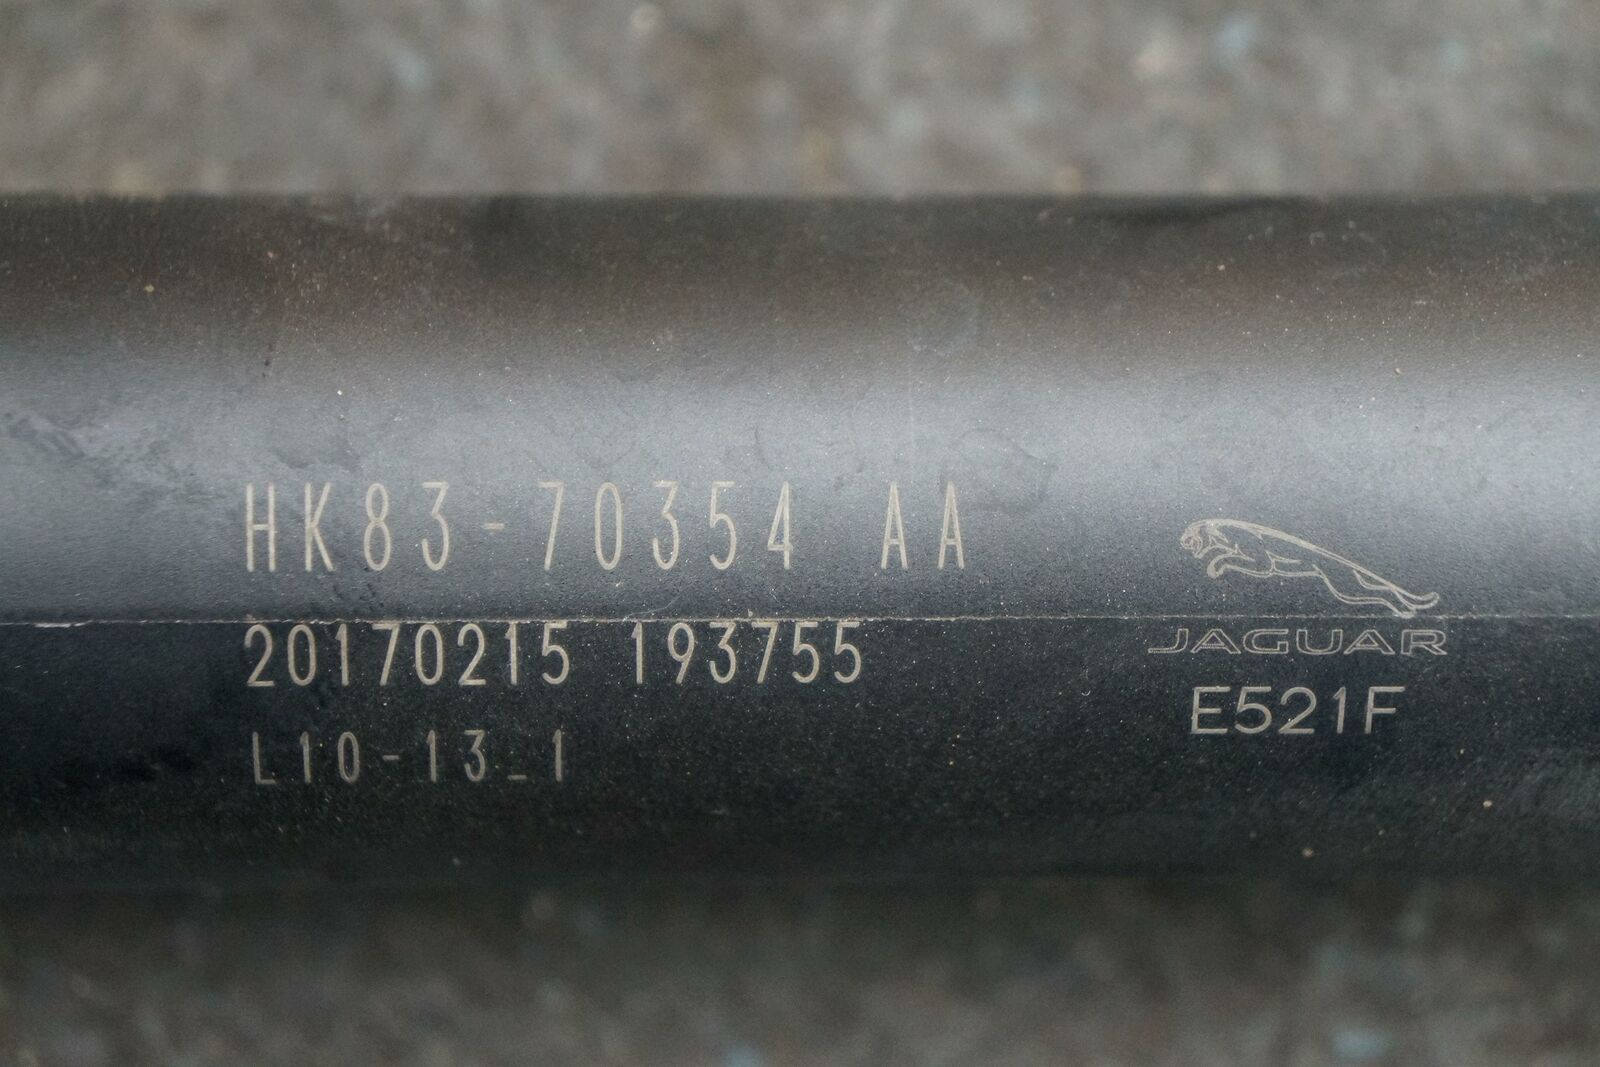 HK83-70354 AA
20170215 193755
L10-13_1
JAGUAR
E521F